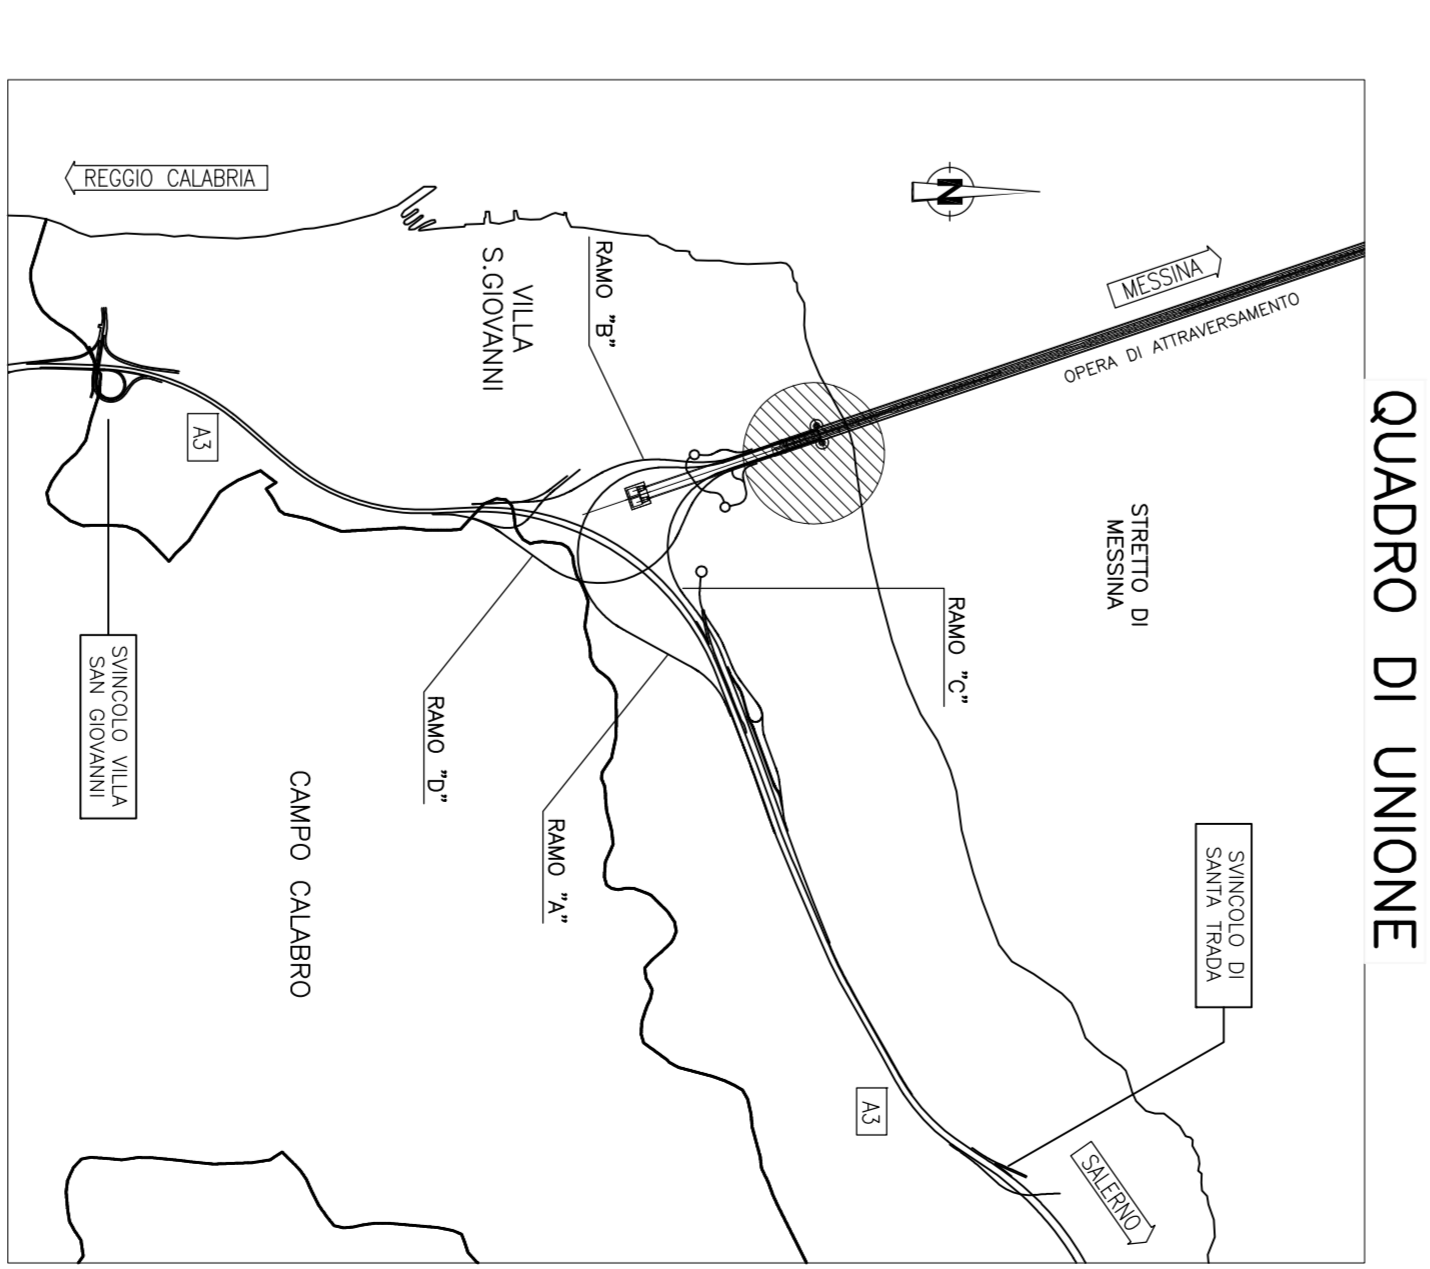 QUADRO DI UNIONE
REGGIO CALABRIA
N
MESSINA
OPERA DI ATTRAVERSAMENTO
STRETTO DI
MESSINA
VILLA
S.GIOVANNI
RAMO "B"
RAMO "C"
RAMO "D"
RAMO "A"
A3
SVINCOLO VILLA
SAN GIOVANNI
CAMPO CALABRO
SVINCOLO DI
SANTA TRADA
A3
SALERNO